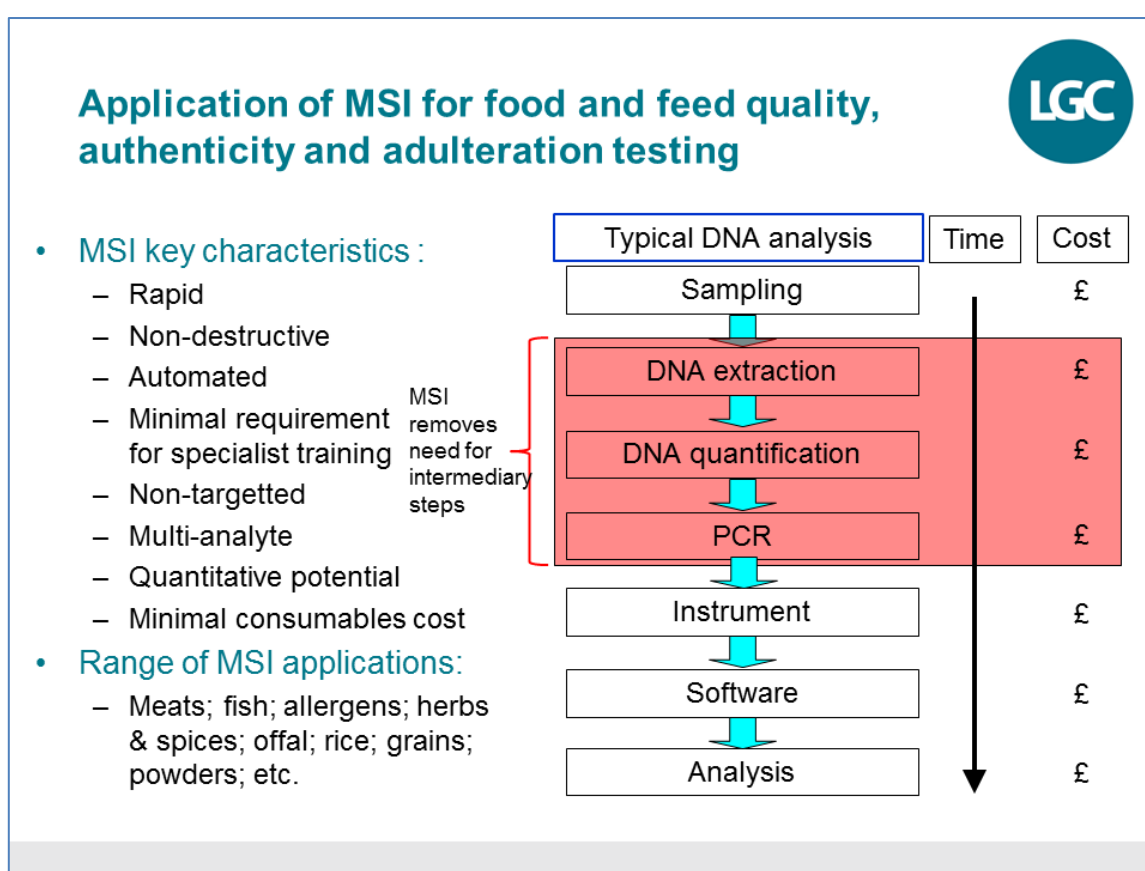 LGC
Application of MSI for food and feed quality,
authenticity and adulteration testing
• MSI key characteristics :
– Rapid
– Non-destructive
– Automated
– Minimal requirement
for specialist training
– Non-targetted
– Multi-analyte
– Quantitative potential
– Minimal consumables cost
• Range of MSI applications:
– Meats; fish; allergens; herbs
& spices; offal; rice; grains;
powders; etc.
MSI
removes
need for
intermediary
steps
Typical DNA analysis Time Cost
Sampling £
DNA extraction £
DNA quantification £
PCR £
Instrument £
Software £
Analysis £